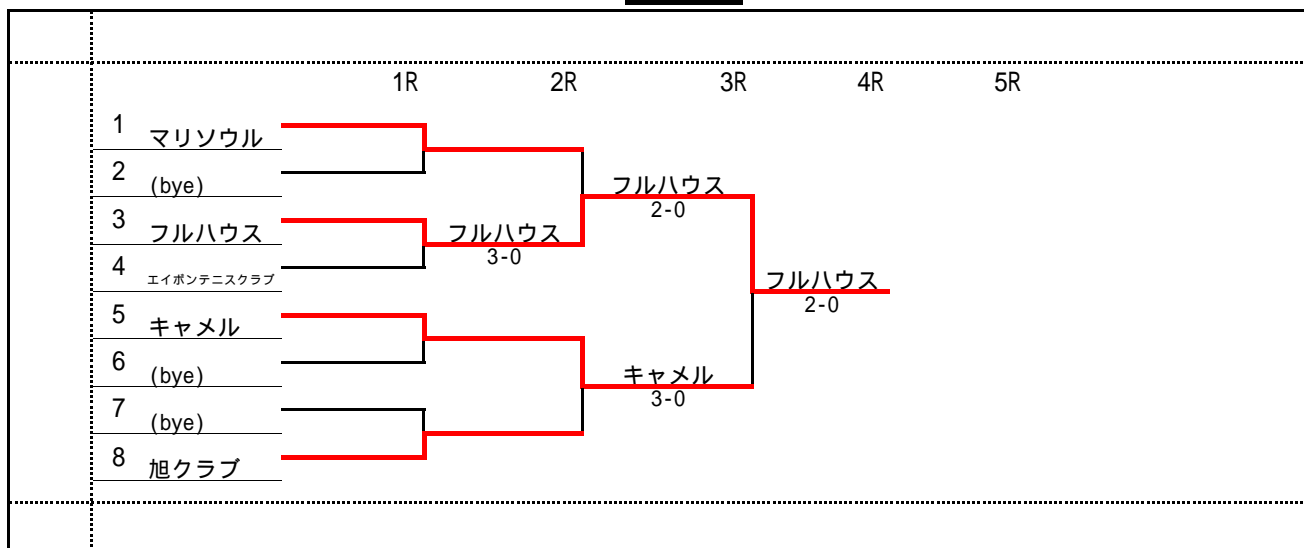 1R 2R 3R 4R 5R
1 マリソウル
2 (bye)
フルハウス
2-0
3 フルハウス
フルハウス
3-0
4 エイポンテニスクラブ
フルハウス
2-0
5 キャメル
6 (bye)
キャメル
3-0
7 (bye)
8 旭クラブ